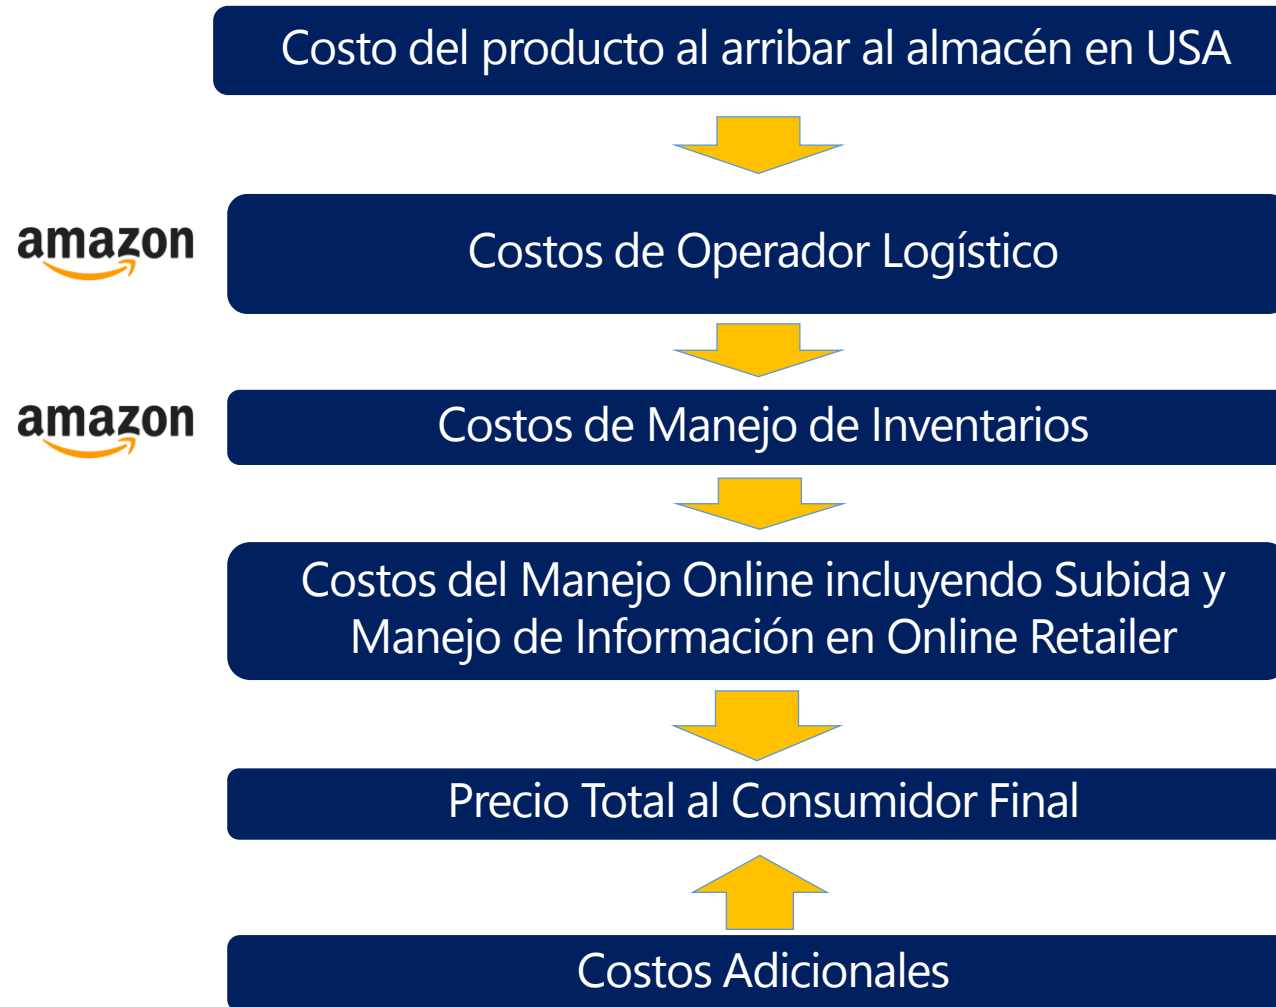 Costo del producto al arribar al almacén en USA
amazon
Costos de Operador Logístico
amazon
Costos de Manejo de Inventarios
Costos del Manejo Online incluyendo Subida y
Manejo de Información en Online Retailer
Precio Total al Consumidor Final
Costos Adicionales